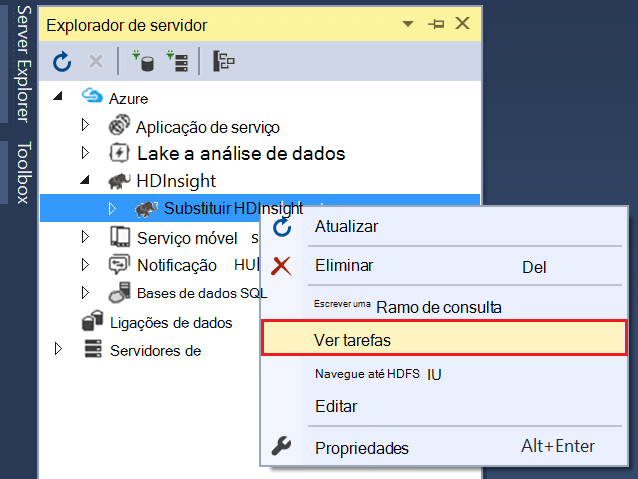 Server Explorer
Toolbox
Explorador de servidor
Azure
Aplicação de serviço
Lake a análise de dados
HDInsight
Substituir HDInsight
Serviço móvel s
Notificação HUI
Bases de dados SQL
Ligações de dados
Servidores de
Atualizar
Eliminar Del
Escrever uma Ramo de consulta
Ver tarefas
Navegue até HDFS IU
Editar
Propriedades Alt+Enter